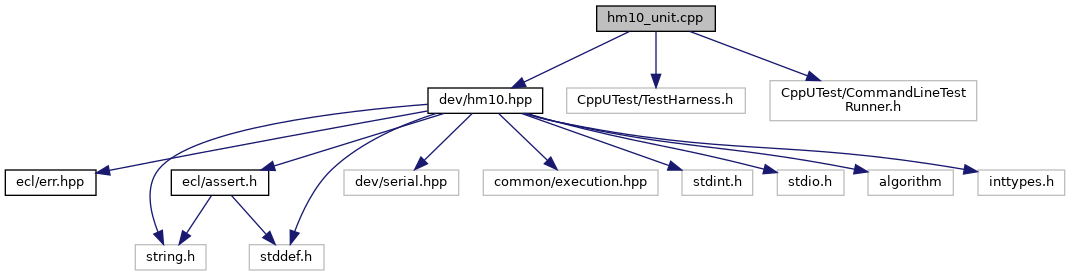 hm10_unit.cpp
dev/hm10.hpp
CppUTest/TestHarness.h
CppUTest/CommandLineTest
Runner.h
ecl/err.hpp
ecl/assert.h
dev/serial.hpp
common/execution.hpp
stdint.h
stdio.h
algorithm
inttypes.h
string.h
stddef.h